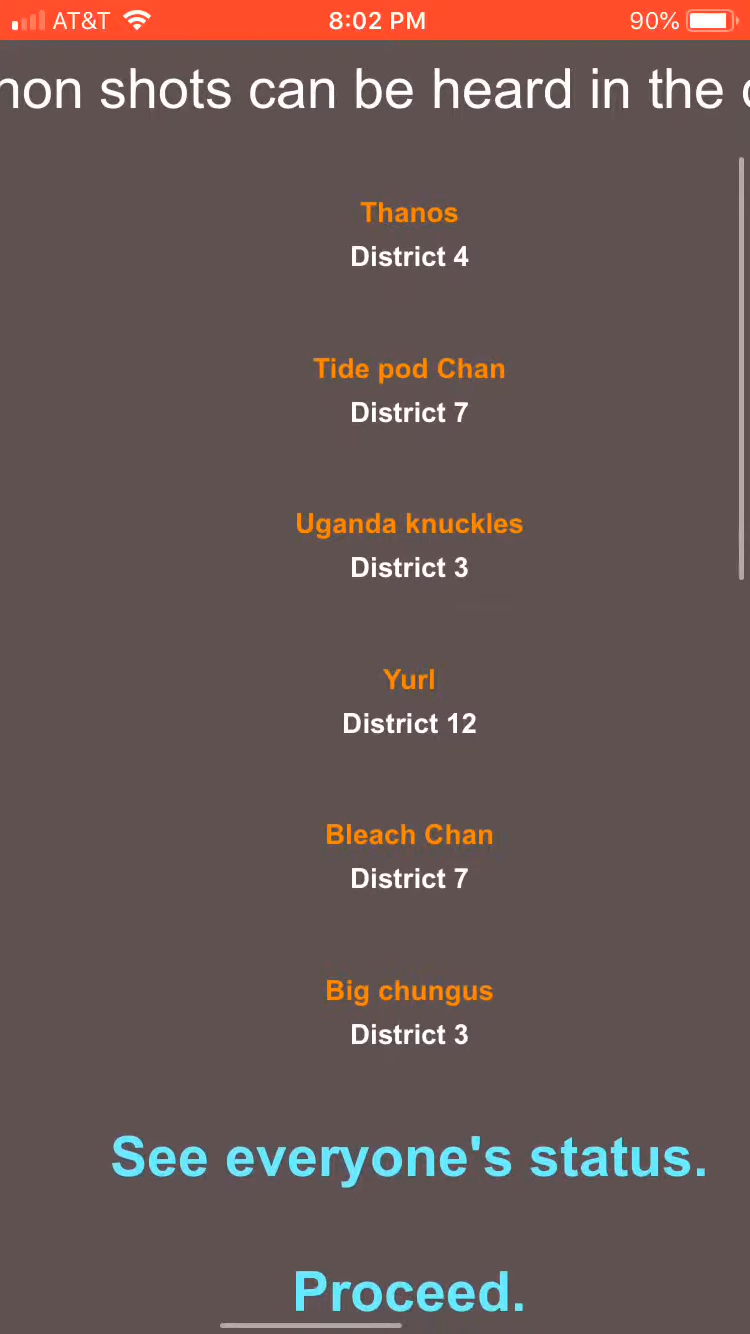 AT&T 8:02 PM 90%
non shots can be heard in the
Thanos
District 4
Tide pod Chan
District 7
Uganda knuckles
District 3
Yurl
District 12
Bleach Chan
District 7
Big chungus
District 3
See everyone's status.
Proceed.